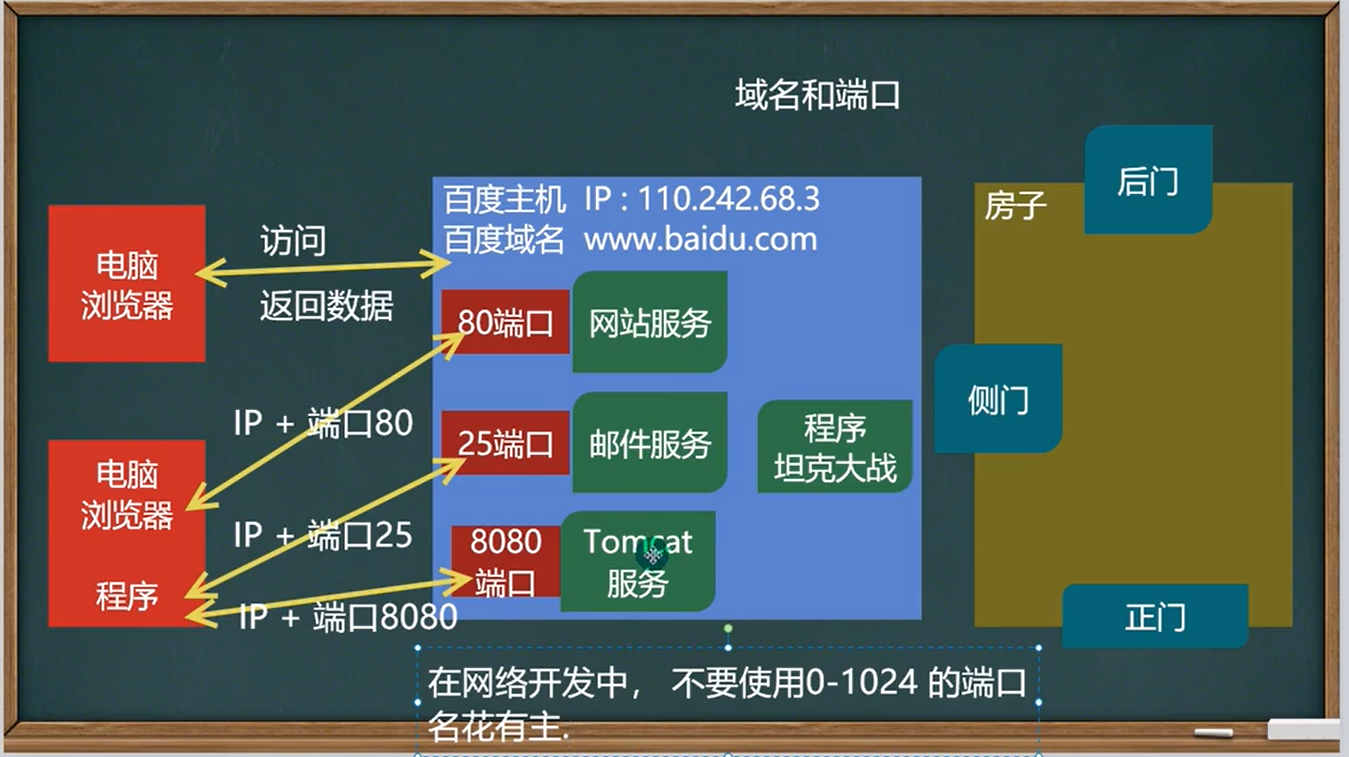 域名和端口
电脑
浏览器
访问
返回数据
百度主机 IP : 110.242.68.3
百度域名 www.baidu.com
80端口
网站服务
25端口
邮件服务
程序
坦克大战
8080
端口
Tomcat
服务
电脑
浏览器
程序
IP + 端口80
IP + 端口25
IP + 端口8080
房子
后门
侧门
正门
在网络开发中， 不要使用0-1024 的端口
名花有主.